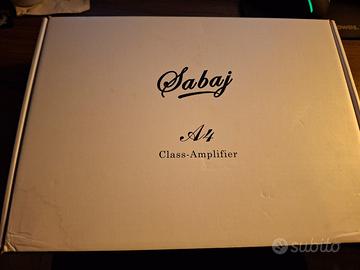 Sabaj
A4
Class-Amplifier
subito